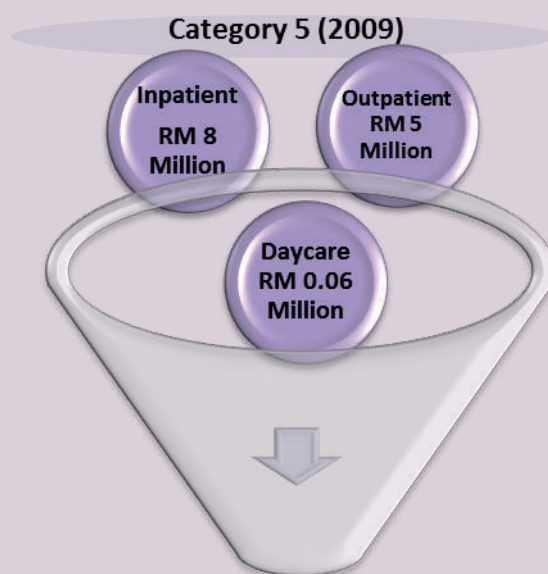 Category 5 (2009)
Inpatient
RM 8
Million
Outpatient
RM 5
Million
Daycare
RM 0.06
Million